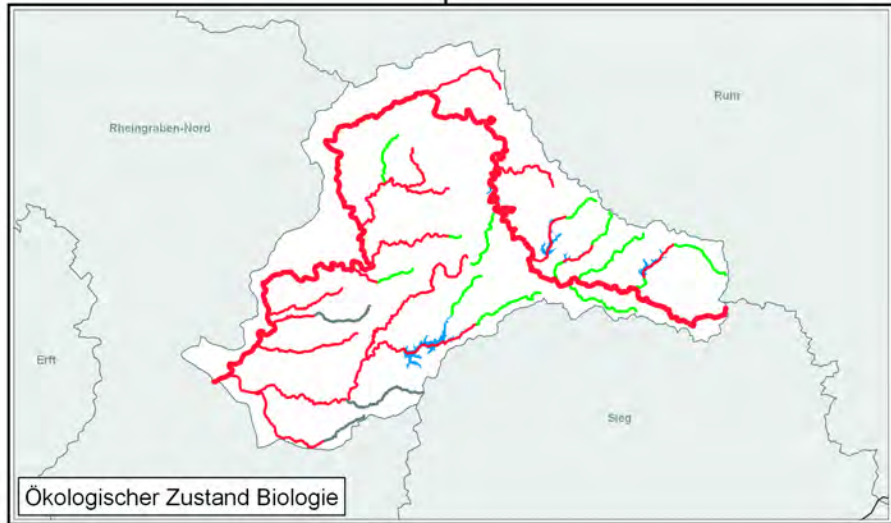 Ruhr
Rheingraben-Nord
Erft
Sieg
Ökologischer Zustand Biologie